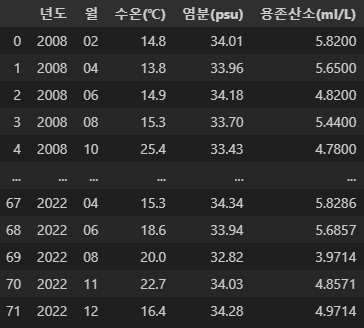 년도 월 수온(℃) 염분(psu) 용존산소(ml/L)
0 2008 02 14.8 34.01 5.8200
1 2008 04 13.8 33.96 5.6500
2 2008 06 14.9 34.18 4.8200
3 2008 08 15.3 33.70 5.4400
4 2008 10 25.4 33.43 4.7800
... ... ... ... ... ...
67 2022 04 15.3 34.34 5.8286
68 2022 06 18.6 33.94 5.6857
69 2022 08 20.0 32.82 3.9714
70 2022 11 22.7 34.03 4.8571
71 2022 12 16.4 34.28 4.9714